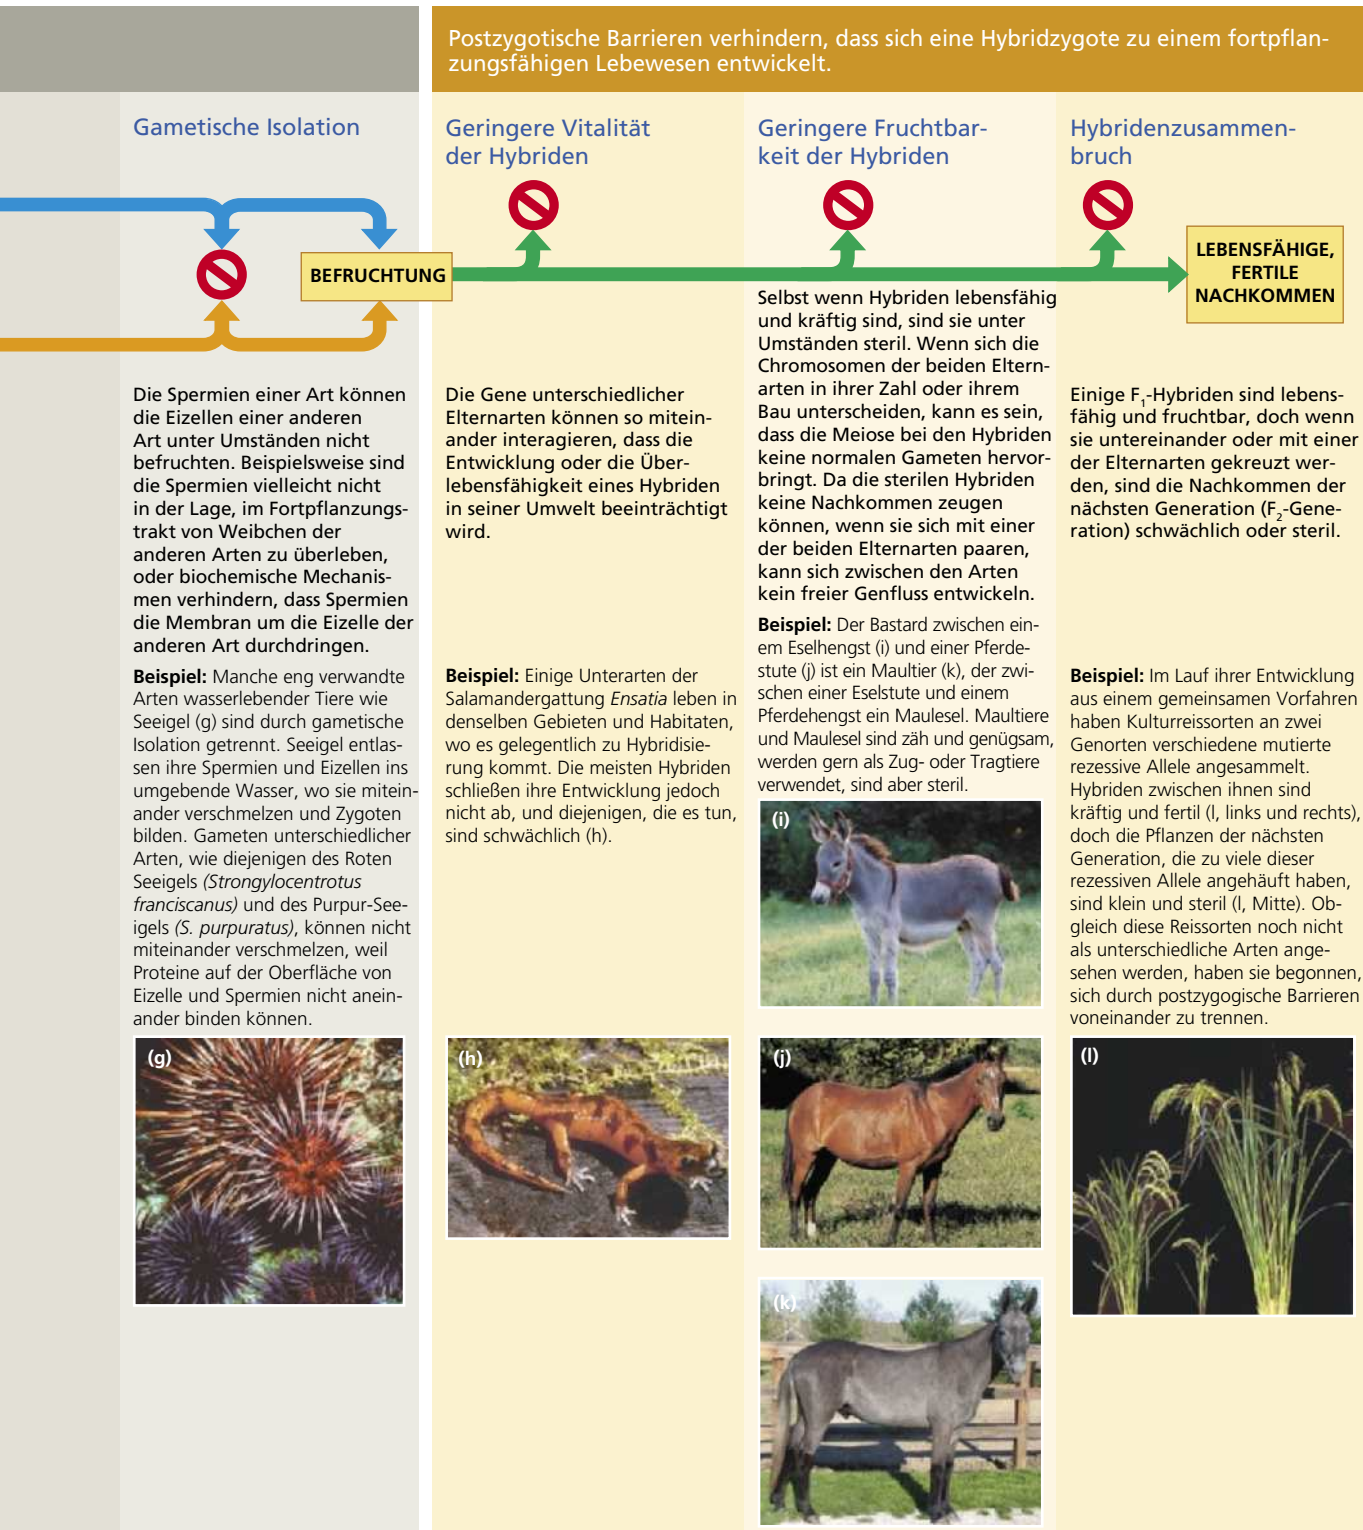 Postzygotische Barrieren verhindern, dass sich eine Hybridzygote zu einem fortpflan-
zungsfähigen Lebewesen entwickelt.
Gametische Isolation
BEFRUCHTUNG
Die Spermien einer Art können
die Eizellen einer anderen
Art unter Umständen nicht
befruchten. Beispielsweise sind
die Spermien vielleicht nicht
in der Lage, im Fortpflanzungs-
trakt von Weibchen der
anderen Arten zu überleben,
oder biochemische Mechanis-
men verhindern, dass Spermien
die Membran um die Eizelle der
anderen Art durchdringen.
Beispiel: Manche eng verwandte
Arten wasserlebender Tiere wie
Seeigel (g) sind durch gametische
Isolation getrennt. Seeigel entlas-
sen ihre Spermien und Eizellen ins
umgebende Wasser, wo sie mitein-
ander verschmelzen und Zygoten
bilden. Gameten unterschiedlicher
Arten, wie diejenigen des Roten
Seeigels (Strongylocentrotus
franciscanus) und des Purpur-See-
igels (S. purpuratus), können nicht
miteinander verschmelzen, weil
Proteine auf der Oberfläche von
Eizelle und Spermien nicht anein-
ander binden können.
(g)
Geringere Vitalität
der Hybriden
Die Gene unterschiedlicher
Elternarten können so mitein-
ander interagieren, dass die
Entwicklung oder die Über-
lebensfähigkeit eines Hybriden
in seiner Umwelt beeinträchtigt
wird.
Beispiel: Einige Unterarten der
Salamandergattung Ensatia leben in
denselben Gebieten und Habitaten,
wo es gelegentlich zu Hybridisie-
rung kommt. Die meisten Hybriden
schließen ihre Entwicklung jedoch
nicht ab, und diejenigen, die es tun,
sind schwächlich (h).
(h)
Geringere Fruchtbar-
keit der Hybriden
Selbst wenn Hybriden lebensfähig
und kräftig sind, sind sie unter
Umständen steril. Wenn sich die
Chromosomen der beiden Eltern-
arten in ihrer Zahl oder ihrem
Bau unterscheiden, kann es sein,
dass die Meiose bei den Hybriden
keine normalen Gameten hervor-
bringt. Da die sterilen Hybriden
keine Nachkommen zeugen
können, wenn sie sich mit einer
der beiden Elternarten paaren,
kann sich zwischen den Arten
kein freier Genfluss entwickeln.
Beispiel: Der Bastard zwischen ein-
em Eselhengst (i) und einer Pferde-
stute (j) ist ein Maultier (k), der zwi-
schen einer Eselstute und einem
Pferdehengst ein Maulesel. Maultiere
und Maulesel sind zäh und genügsam,
werden gern als Zug- oder Tragtiere
verwendet, sind aber steril.
(i)
(j)
(k)
Hybridenzusammen-
bruch
LEBENSFÄHIGE,
FERTILE
NACHKOMMEN
Einige F1-Hybriden sind lebens-
fähig und fruchtbar, doch wenn
sie untereinander oder mit einer
der Elternarten gekreuzt wer-
den, sind die Nachkommen der
nächsten Generation (F2-Gene-
ration) schwächlich oder steril.
Beispiel: Im Lauf ihrer Entwicklung
aus einem gemeinsamen Vorfahren
haben Kulturreissorten an zwei
Genorten verschiedene mutierte
rezessive Allele angesammelt.
Hybriden zwischen ihnen sind
kräftig und fertil (l, links und rechts),
doch die Pflanzen der nächsten
Generation, die zu viele dieser
rezessiven Allele angehäuft haben,
sind klein und steril (l, Mitte). Ob-
gleich diese Reissorten noch nicht
als unterschiedliche Arten ange-
sehen werden, haben sie begonnen,
sich durch postzygogische Barrieren
voneinander zu trennen.
(l)